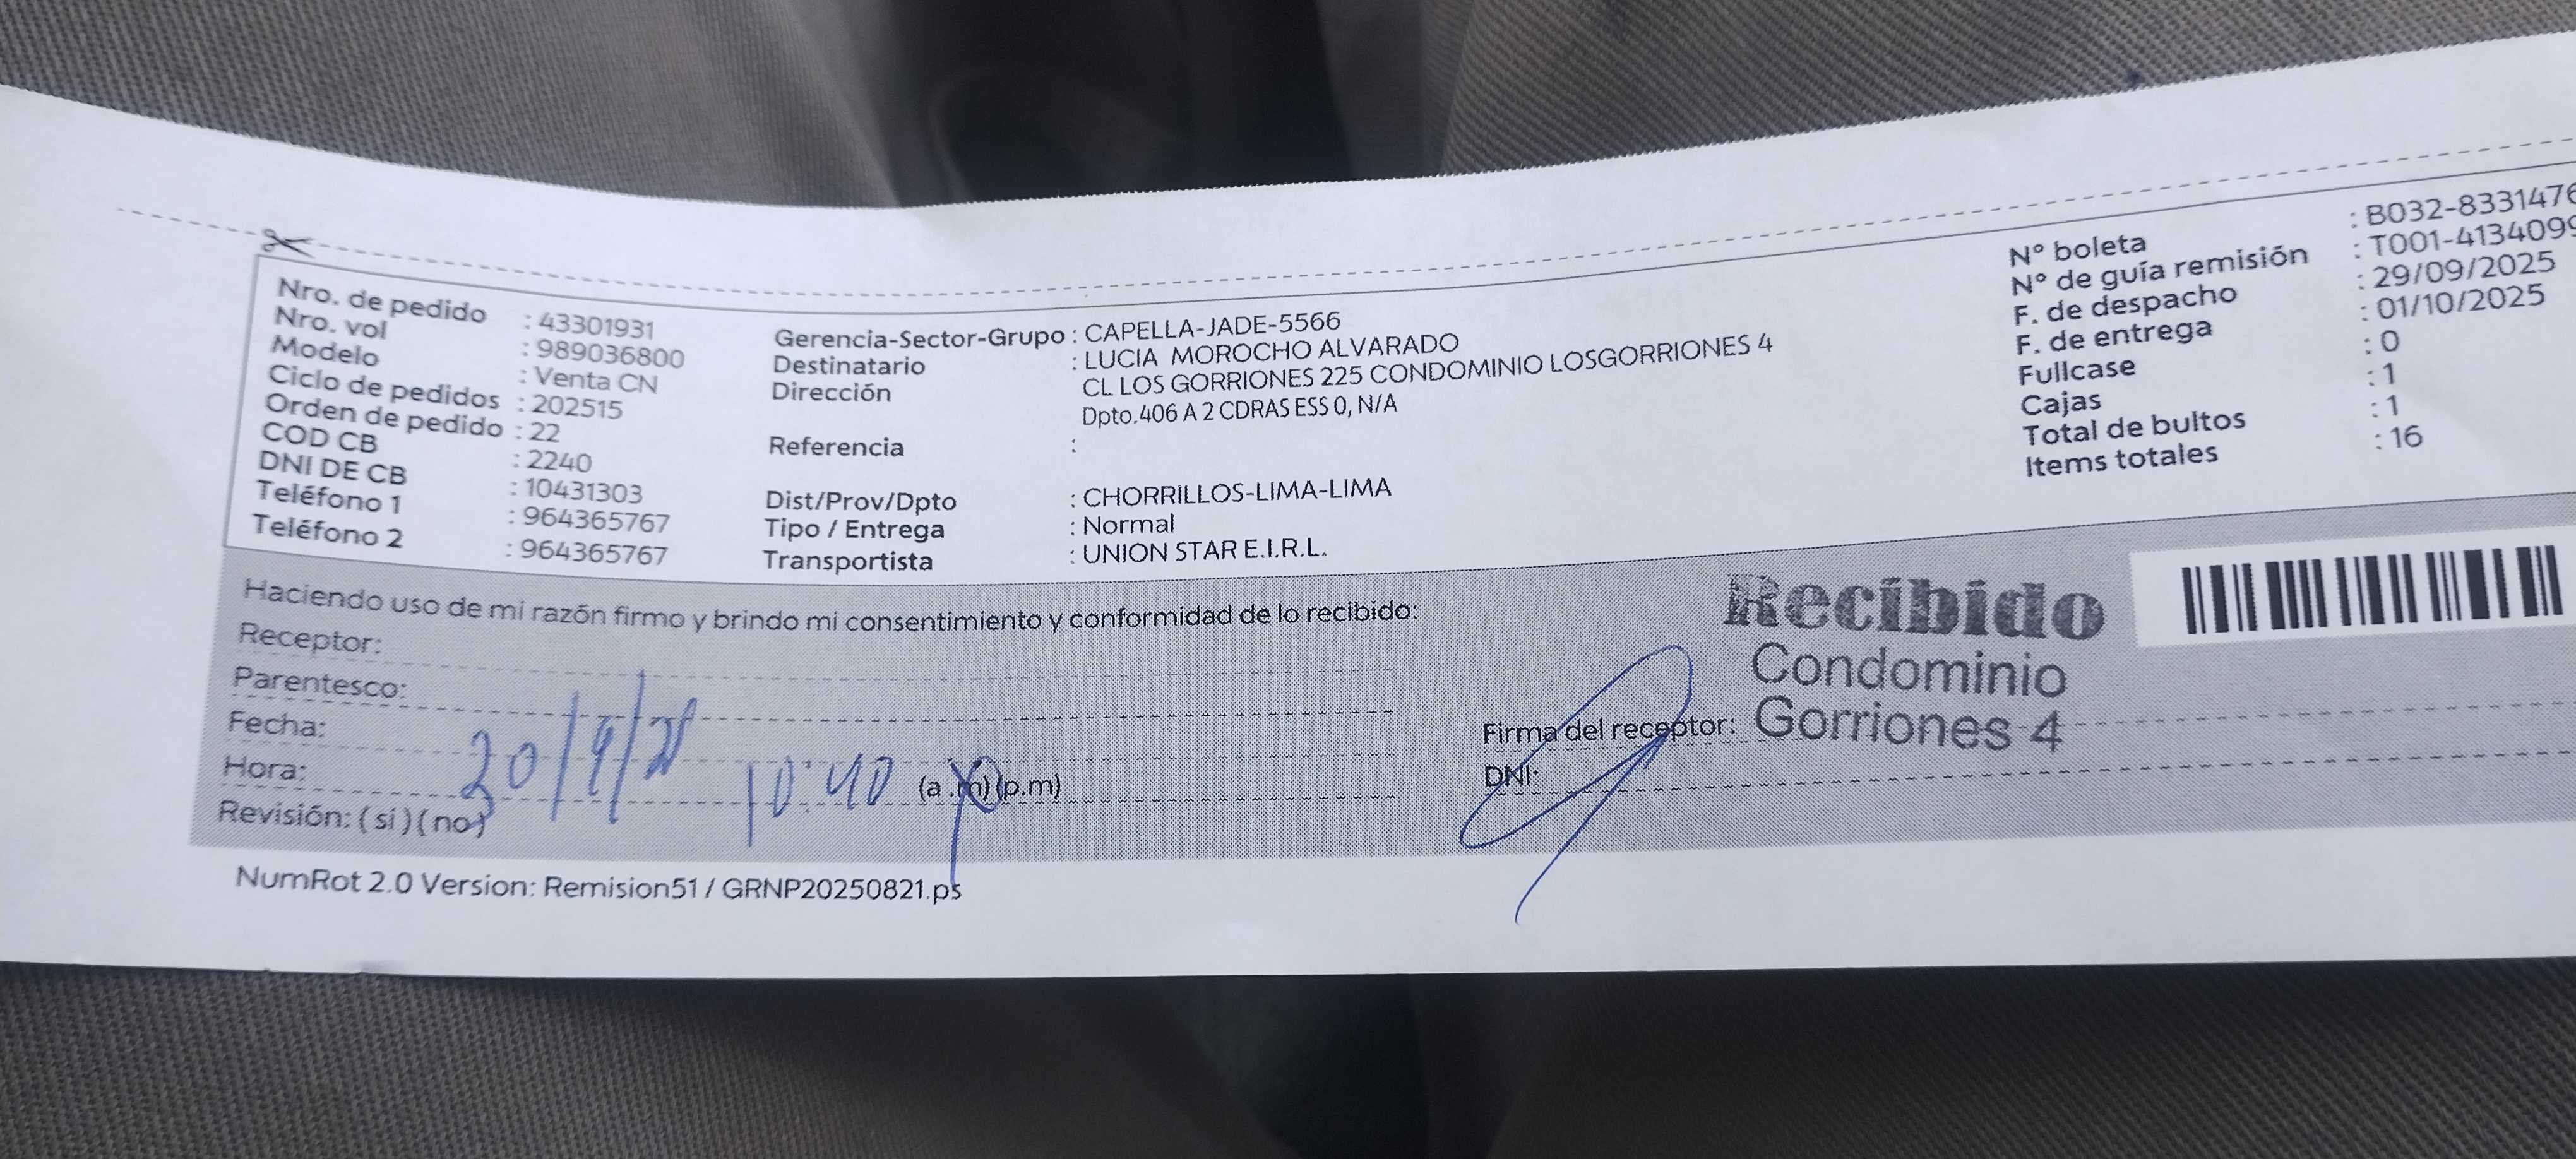 Nro. de pedido : 43301931
Nro. vol : 989036800
Modelo : Venta CN
Ciclo de pedidos : 202515
Orden de pedido : 22
COD CB : 2240
DNI DE CB : 10431303
Teléfono 1 : 964365767
Teléfono 2 : 964365767
Gerencia-Sector-Grupo : CAPELLA-JADE-5566
Destinatario : LUCIA MOROCHO ALVARADO
Dirección CL LOS GORRIONES 225 CONDOMINIO LOSGORRIONES 4
Dpto.406 A 2 CDRAS ESS 0, N/A
Referencia :
Dist/Prov/Dpto : CHORRILLOS-LIMA-LIMA
Tipo / Entrega : Normal
Transportista : UNION STAR E.I.R.L.
N° boleta : B032-8331476
N° de guía remisión : T001-4134099
F. de despacho : 29/09/2025
F. de entrega : 01/10/2025
Fullcase : 0
Cajas : 1
Total de bultos : 1
Items totales : 16
Haciendo uso de mi razón firmo y brindo mi consentimiento y conformidad de lo recibido:
Receptor:
Parentesco:
Fecha:
Hora: 10:40 (a.m)(p.m)
Revisión: (si) (no)
Recibido
Condominio
Gorriones 4
Firma del receptor:
DNI:
NumRot 2.0 Version: Remision51 / GRNP20250821.ps